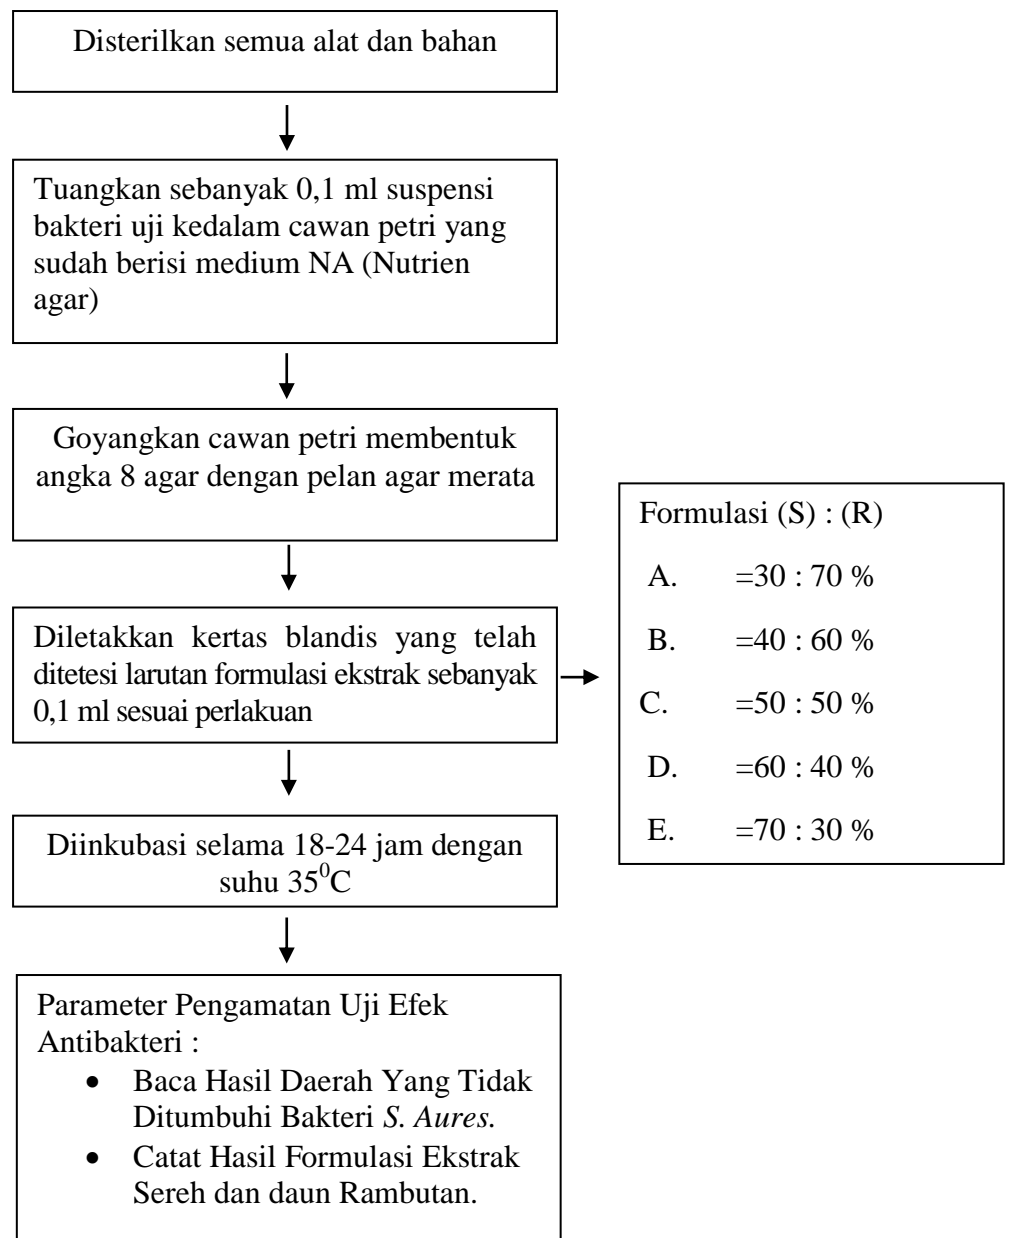 Disterilkan semua alat dan bahan
Tuangkan sebanyak 0,1 ml suspensi
bakteri uji kedalam cawan petri yang
sudah berisi medium NA (Nutrien
agar)
Goyangkan cawan petri membentuk
angka 8 agar dengan pelan agar merata
Diletakkan kertas blandis yang telah
ditetesi larutan formulasi ekstrak sebanyak
0,1 ml sesuai perlakuan
Formulasi (S) : (R)
A. =30 : 70 %
B. =40 : 60 %
C. =50 : 50 %
D. =60 : 40 %
E. =70 : 30 %
Diinkubasi selama 18-24 jam dengan
suhu 35⁰C
Parameter Pengamatan Uji Efek
Antibakteri :
• Baca Hasil Daerah Yang Tidak
Ditumbuhi Bakteri S. Aures.
• Catat Hasil Formulasi Ekstrak
Sereh dan daun Rambutan.